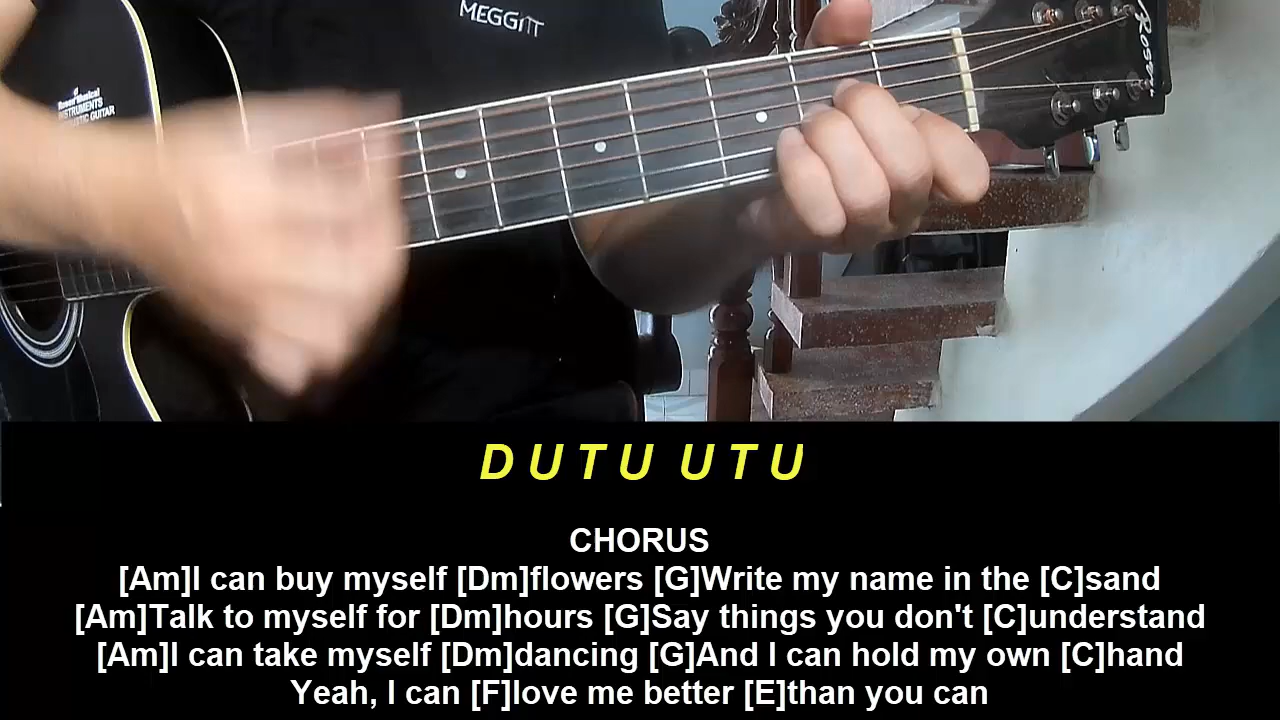 MEGGITT
INSTRUMENTS
D U T U U T U
CHORUS
[Am]I can buy myself [Dm]flowers [G]Write my name in the [C]sand
[Am]Talk to myself for [Dm]hours [G]Say things you don't [C]understand
[Am]I can take myself [Dm]dancing [G]And I can hold my own [C]hand
Yeah, I can [F]love me better [E]than you can